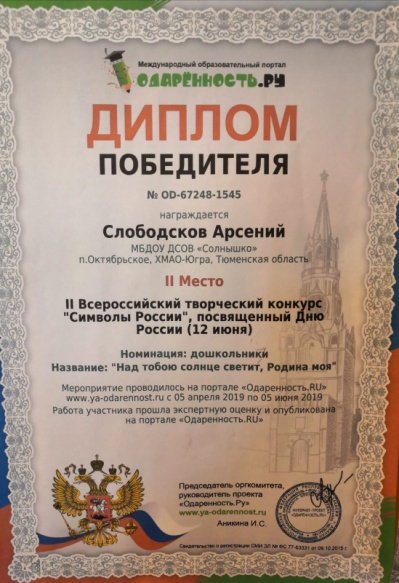 Международный образовательный портал
ОДАРЁННОСТЬ.РУ
ДИПЛОМ
ПОБЕДИТЕЛЯ
№ OD-67248-1545
награждается
Слободсков Арсений
МБДОУ ДСОВ «Солнышко»
п.Октябрьское, ХМАО-Югра, Тюменская область
II Место
II Всероссийский творческий конкурс
"Символы России", посвященный Дню
России (12 июня)
Номинация: дошкольники
Название: "Над тобою солнце светит, Родина моя"
Мероприятие проводилось на портале «Одаренность.RU»
www.ya-odarennost.ru с 05 апреля 2019 по 05 июня 2019
Работа участника прошла экспертную оценку и опубликована
на портале «Одаренность.RU»
Председатель оргкомитета,
руководитель проекта
«Одаренность.Ру»
www.ya-odarennost.ru
Аникина И.С.
Свидетельство о регистрации СМИ ЭЛ № ФС 77-63331 от